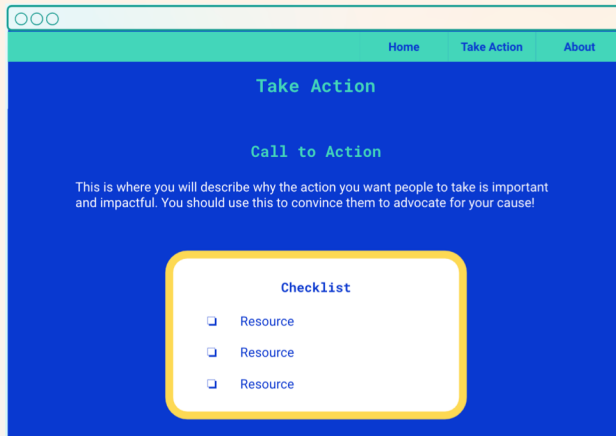 Home Take Action About
Take Action
Call to Action
This is where you will describe why the action you want people to take is important
and impactful. You should use this to convince them to advocate for your cause!
Checklist
❏ Resource
❏ Resource
❏ Resource